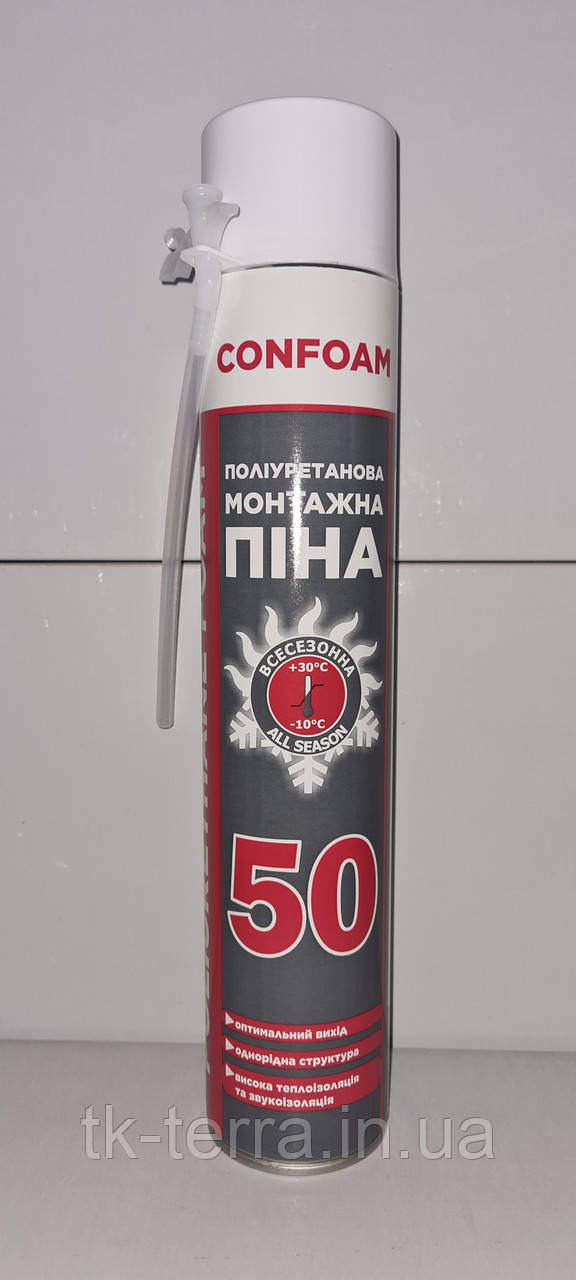 CONFOAM
ПОЛІУРЕТАНОВА
МОНТАЖНА
ПІНА
ВСЕСЕЗОННА
+30°C
-10°C
ALL SEASON
50
оптимальний вихід
однорідна структура
висока теплоізоляція
та звукоізоляція
tk-terra.in.ua